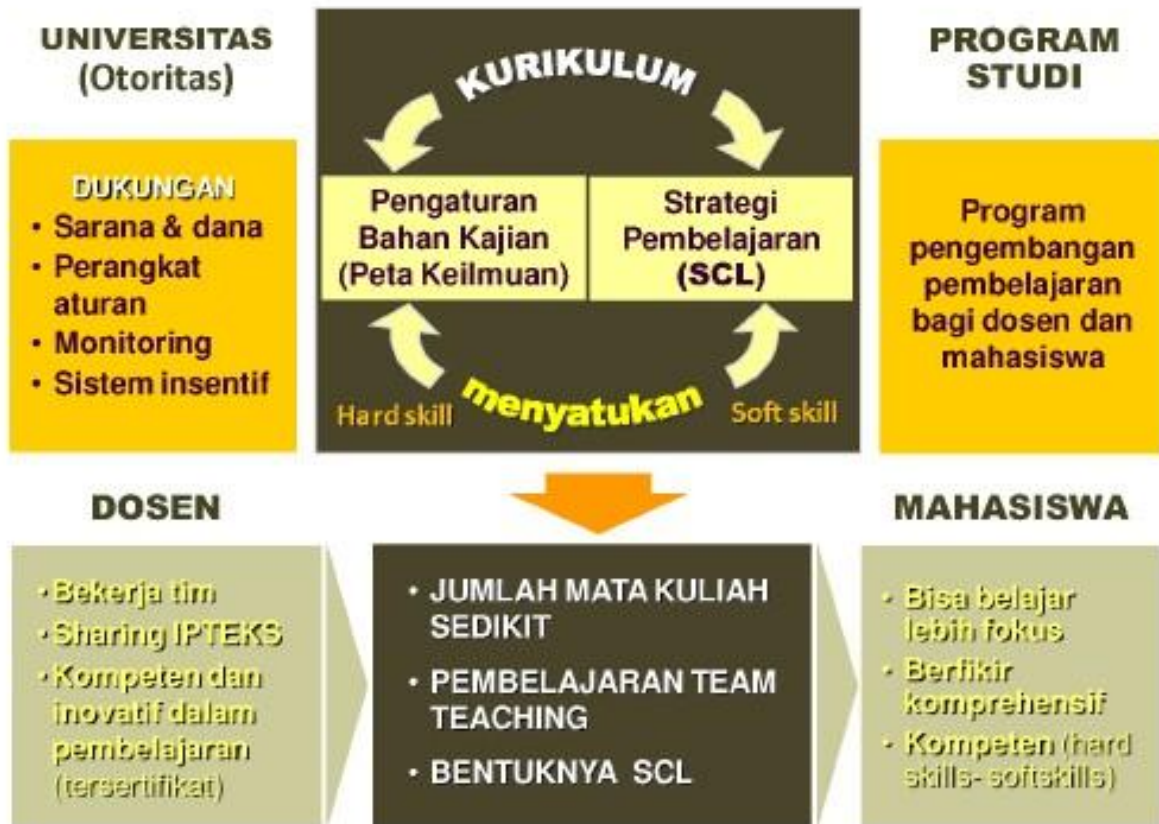 UNIVERSITAS
(Otoritas)
DUKUNGAN
• Sarana & dana
• Perangkat
aturan
• Monitoring
• Sistem insentif
KURIKULUM
Pengaturan
Bahan Kajian
(Peta Keilmuan)
Strategi
Pembelajaran
(SCL)
menyatukan
Hard skill
Soft skill
PROGRAM
STUDI
Program
pengembangan
pembelajaran
bagi dosen dan
mahasiswa
DOSEN
• Bekerja tim
• Sharing IPTEKS
• Kompeten dan
inovatif dalam
pembelajaran
(tersertifikat)
• JUMLAH MATA KULIAH
SEDIKIT
• PEMBELAJARAN TEAM
TEACHING
• BENTUKNYA SCL
MAHASISWA
• Bisa belajar
lebih fokus
• Berfikir
komprehensif
• Kompeten (hard
skills- softskills)